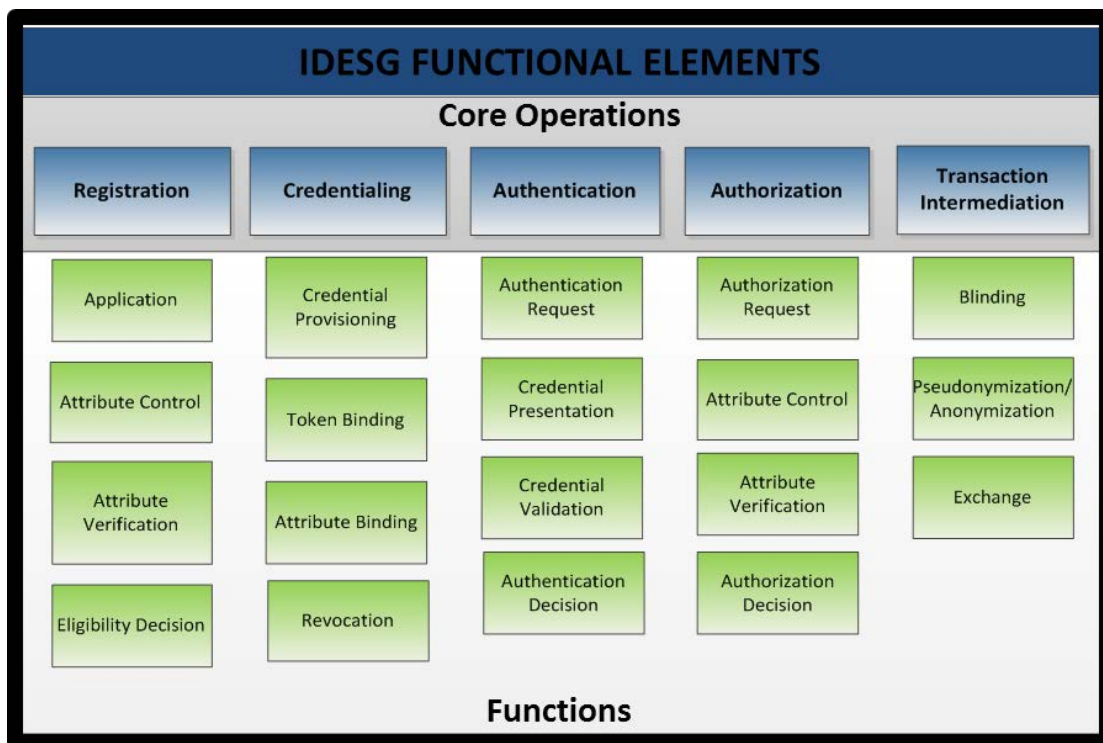 IDESG FUNCTIONAL ELEMENTS
Core Operations
Registration
Credentialing
Authentication
Authorization
Transaction
Intermediation
Application
Attribute Control
Attribute
Verification
Eligibility Decision
Credential
Provisioning
Token Binding
Attribute Binding
Revocation
Authentication
Request
Credential
Presentation
Credential
Validation
Authentication
Decision
Authorization
Request
Attribute Control
Attribute
Verification
Authorization
Decision
Blinding
Pseudonymization/
Anonymization
Exchange
Functions